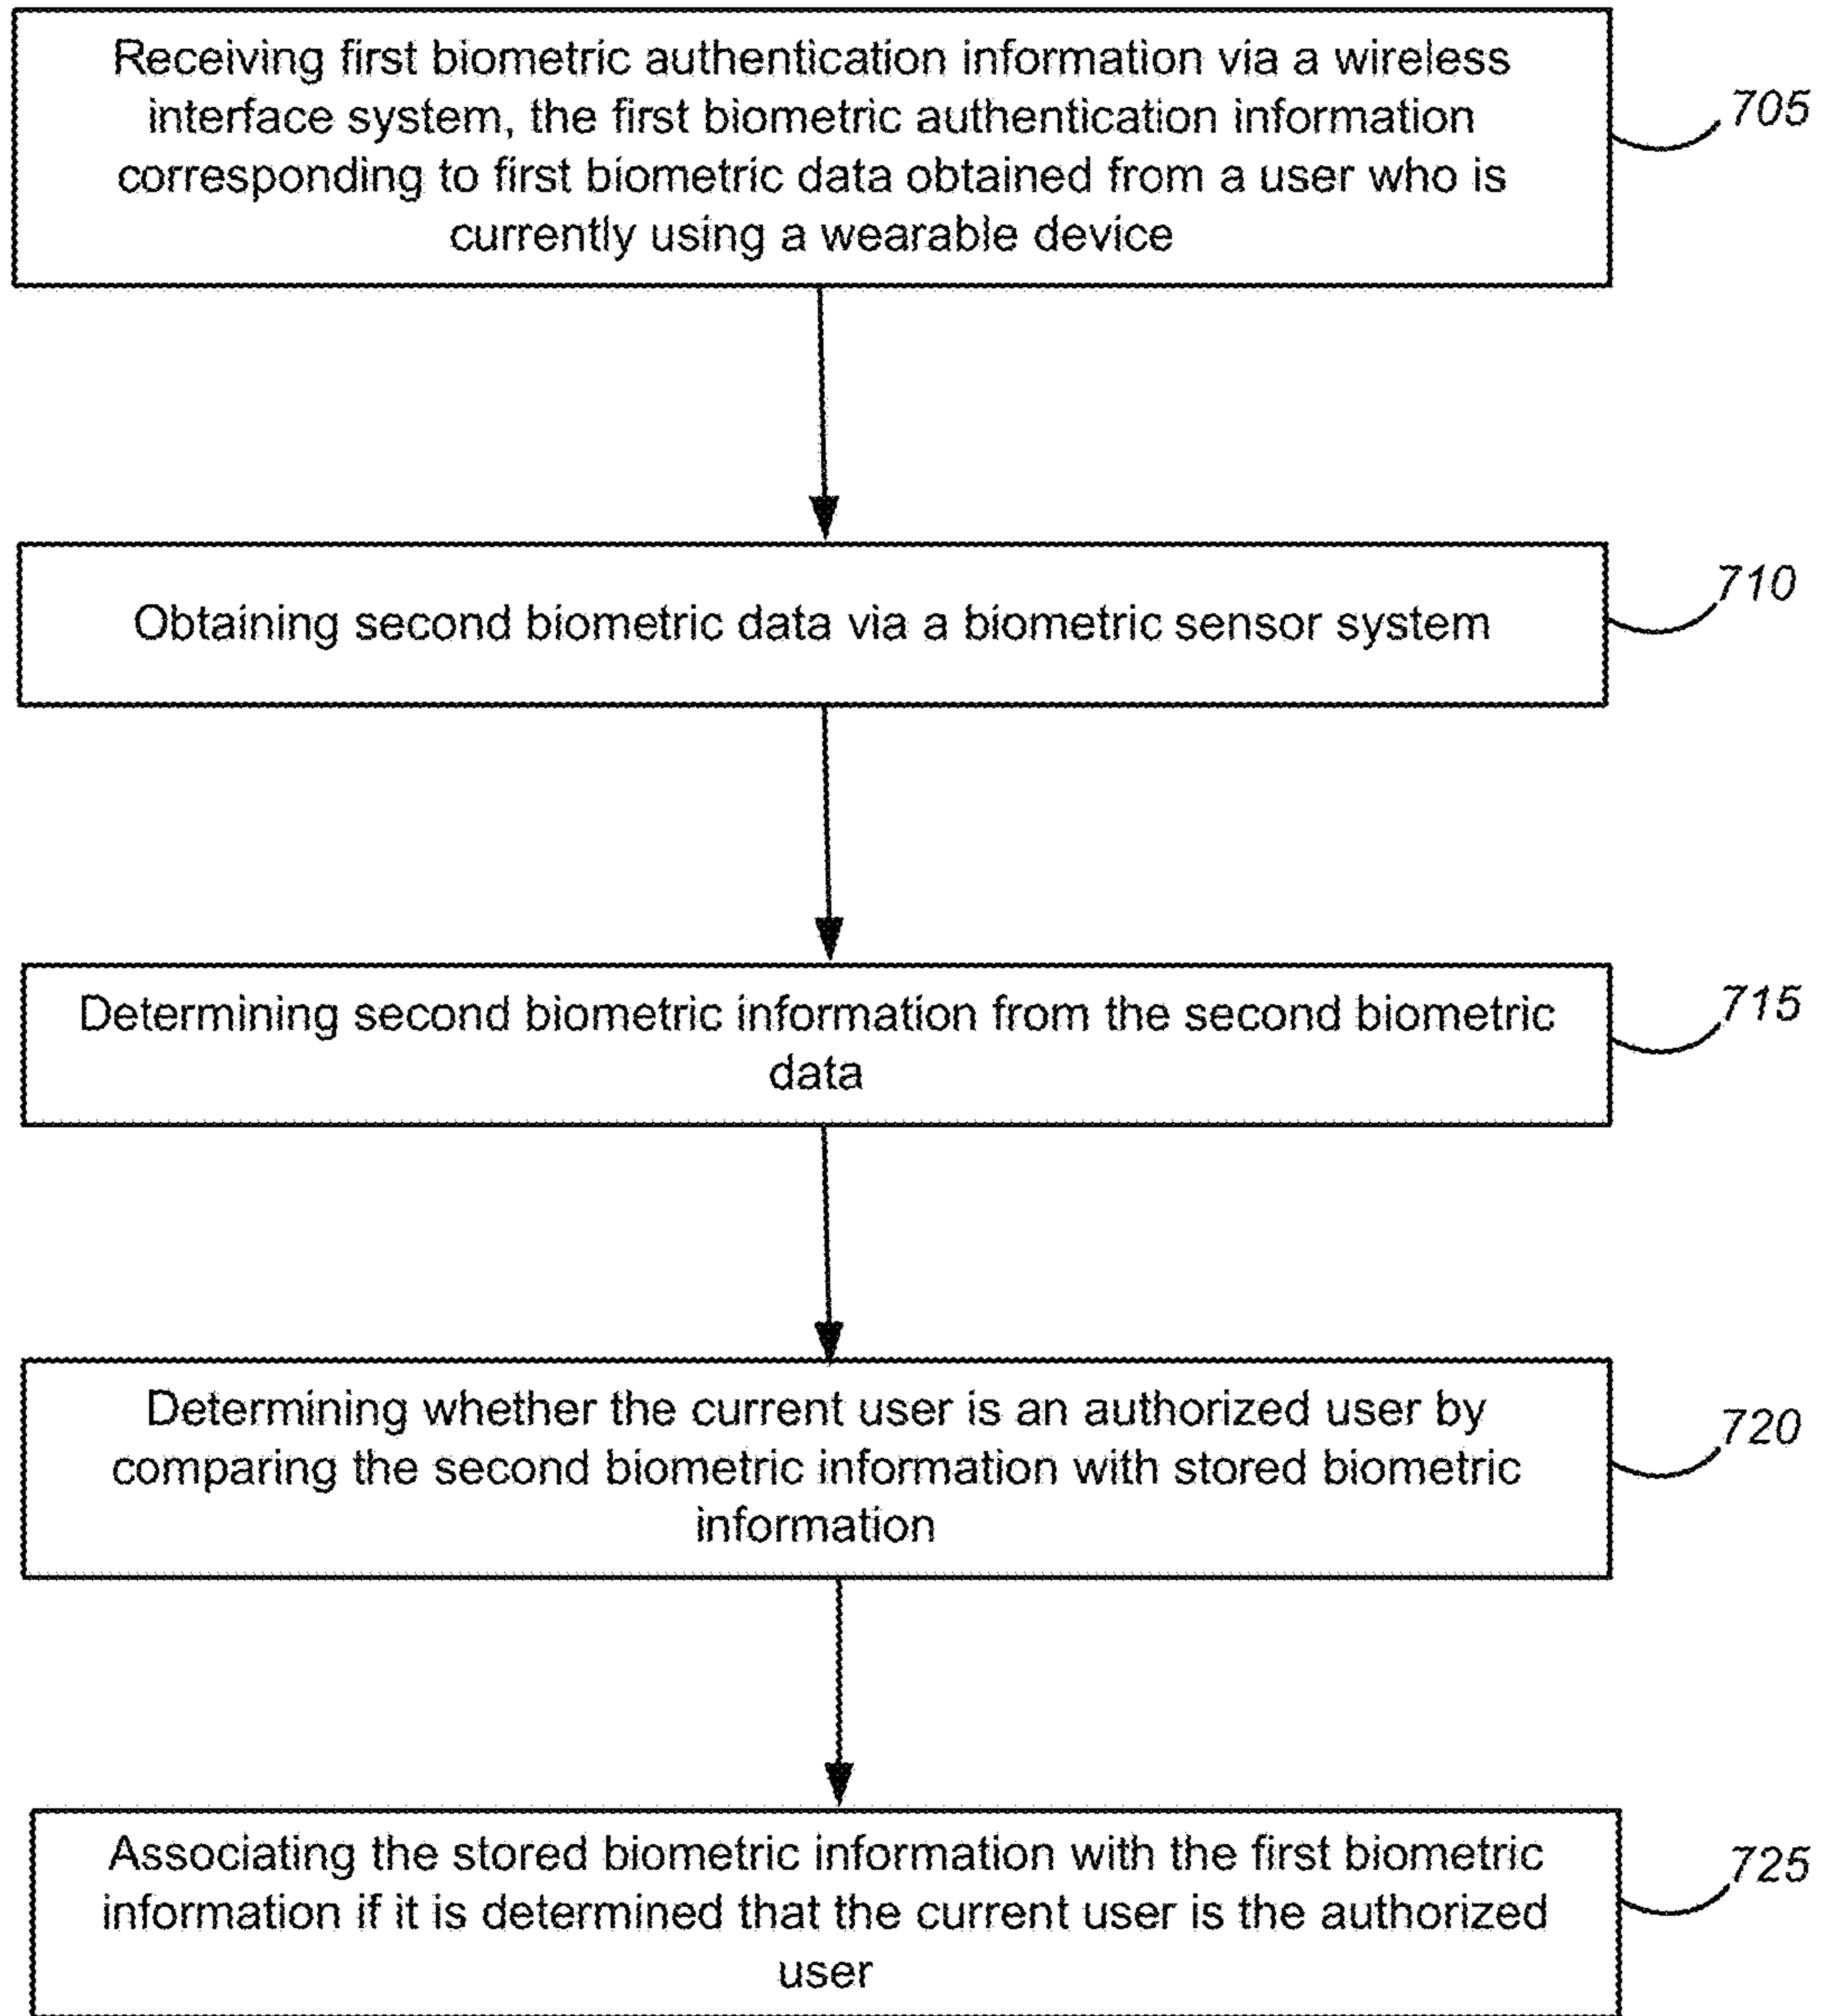 Receiving first biometric authentication information via a wireless
interface system, the first biometric authentication information
corresponding to first biometric data obtained from a user who is
currently using a wearable device
705
Obtaining second biometric data via a biometric sensor system
710
Determining second biometric information from the second biometric
data
715
Determining whether the current user is an authorized user by
comparing the second biometric information with stored biometric
information
720
Associating the stored biometric information with the first biometric
information if it is determined that the current user is the authorized
user
725